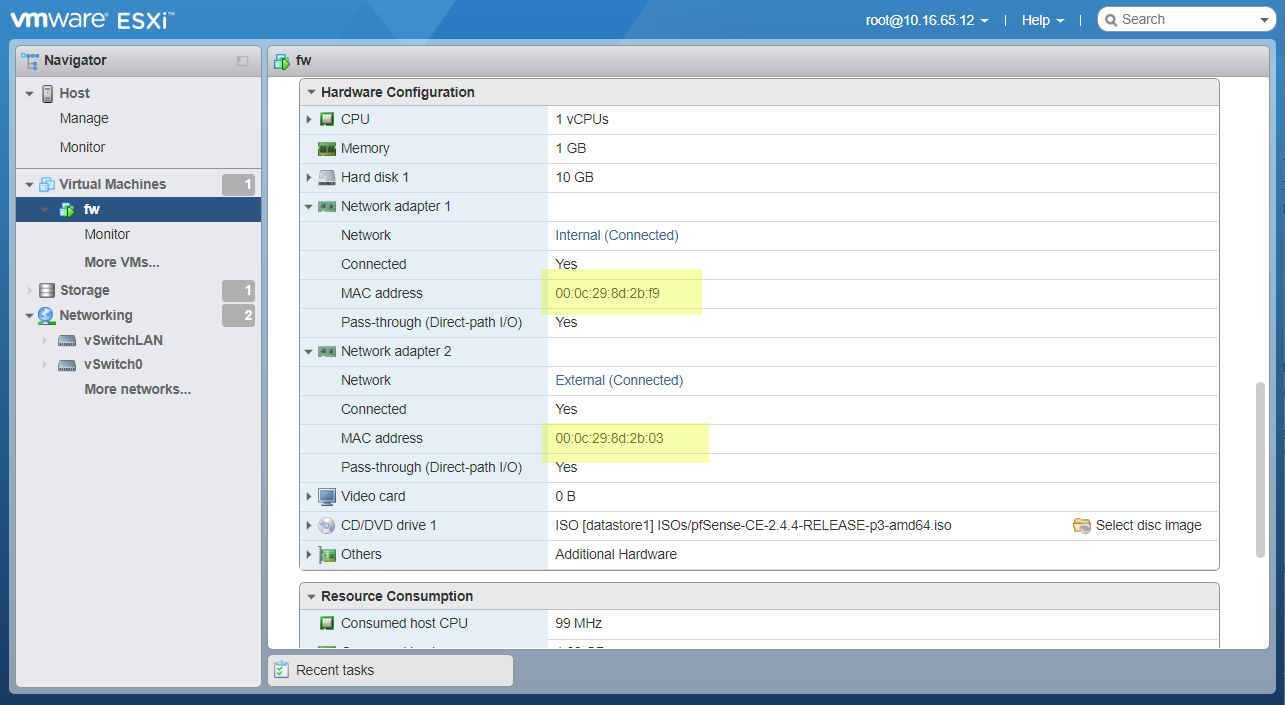 vmware ESXi™
root@10.16.65.12 | Help | Search
Navigator
Host
Manage
Monitor
Virtual Machines 1
fw
Monitor
More VMs...
Storage 1
Networking 2
vSwitchLAN
vSwitch0
More networks...
fw
Hardware Configuration
CPU 1 vCPUs
Memory 1 GB
Hard disk 1 10 GB
Network adapter 1
Network Internal (Connected)
Connected Yes
MAC address 00:0c:29:8d:2b:f9
Pass-through (Direct-path I/O) Yes
Network adapter 2
Network External (Connected)
Connected Yes
MAC address 00:0c:29:8d:2b:03
Pass-through (Direct-path I/O) Yes
Video card 0 B
CD/DVD drive 1 ISO [datastore1] ISOs/pfSense-CE-2.4.4-RELEASE-p3-amd64.iso Select disc image
Others Additional Hardware
Resource Consumption
Consumed host CPU 99 MHz
Recent tasks